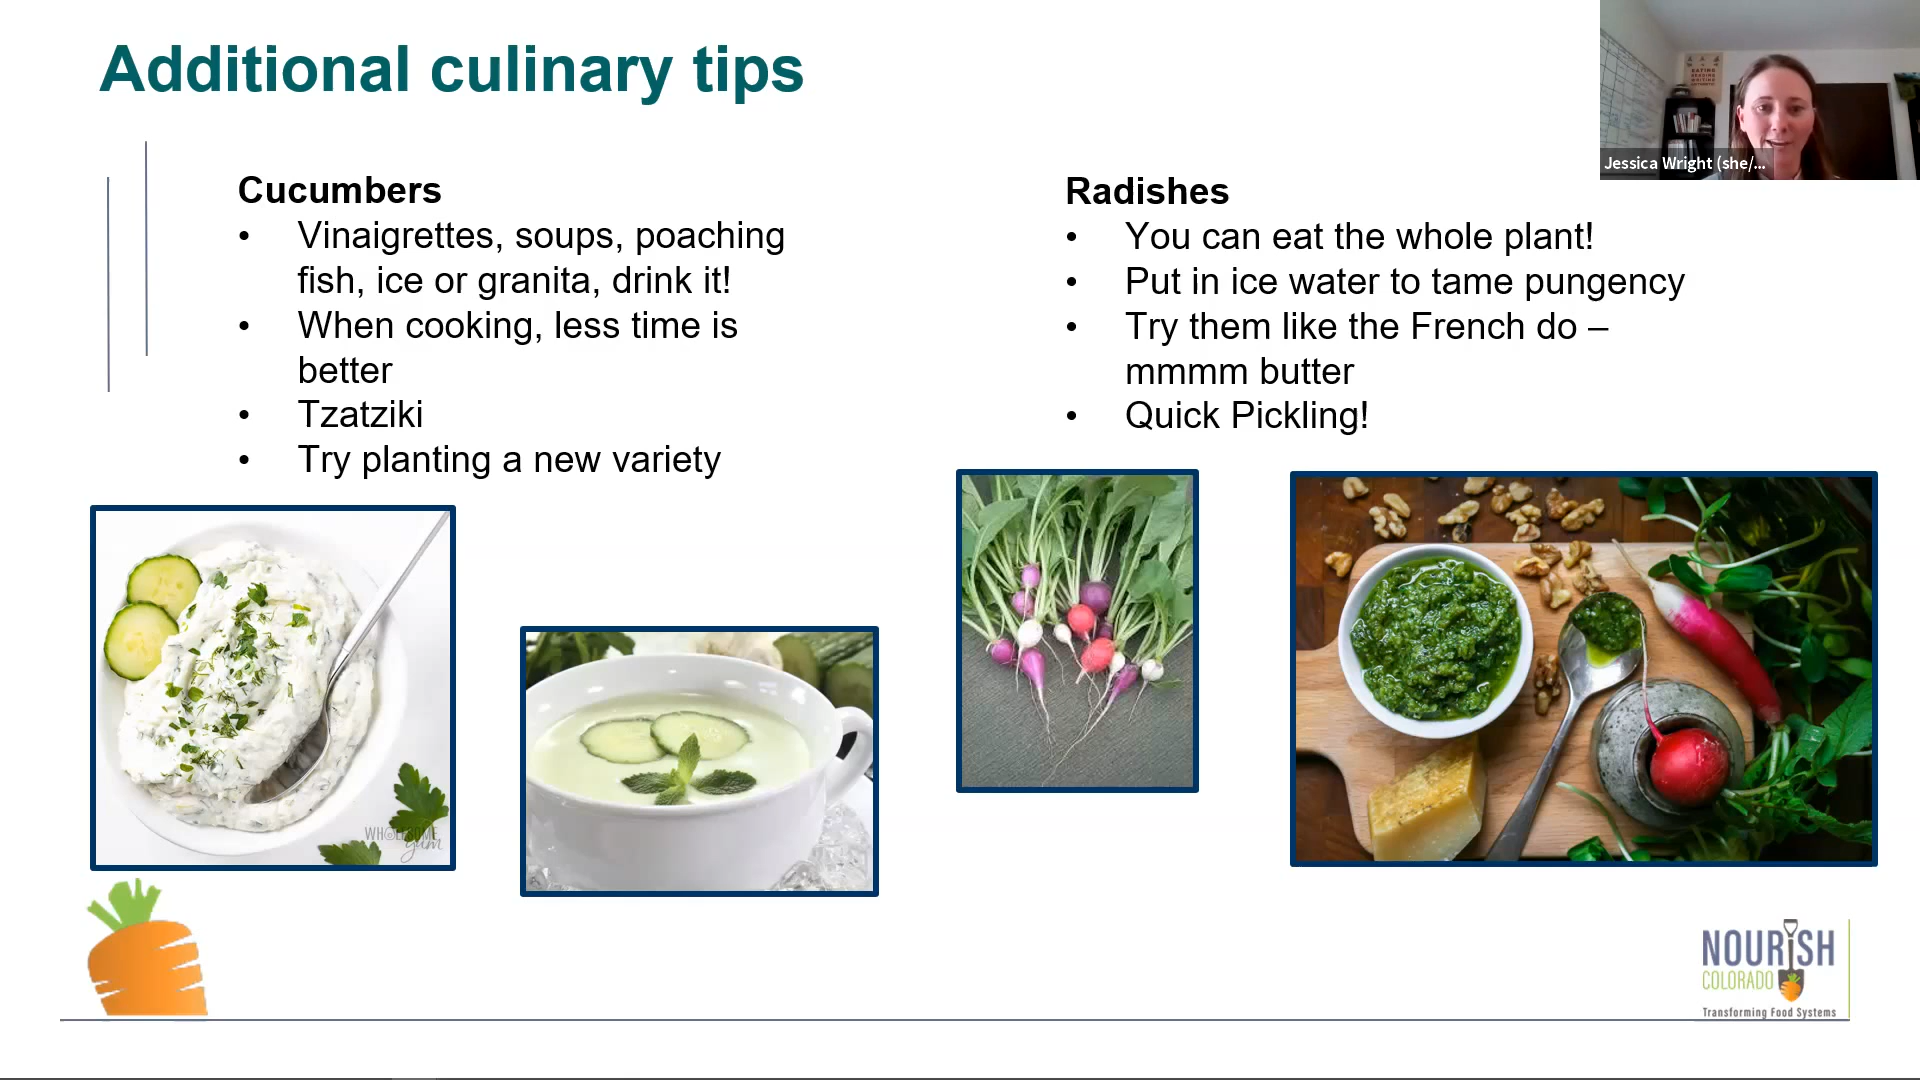 Additional culinary tips
Jessica Wright (she/...
Cucumbers
• Vinaigrettes, soups, poaching
fish, ice or granita, drink it!
• When cooking, less time is
better
• Tzatziki
• Try planting a new variety
Radishes
• You can eat the whole plant!
• Put in ice water to tame pungency
• Try them like the French do –
mmmm butter
• Quick Pickling!
WHOLESOME
yum
NOURISH
COLORADO
Transforming Food Systems